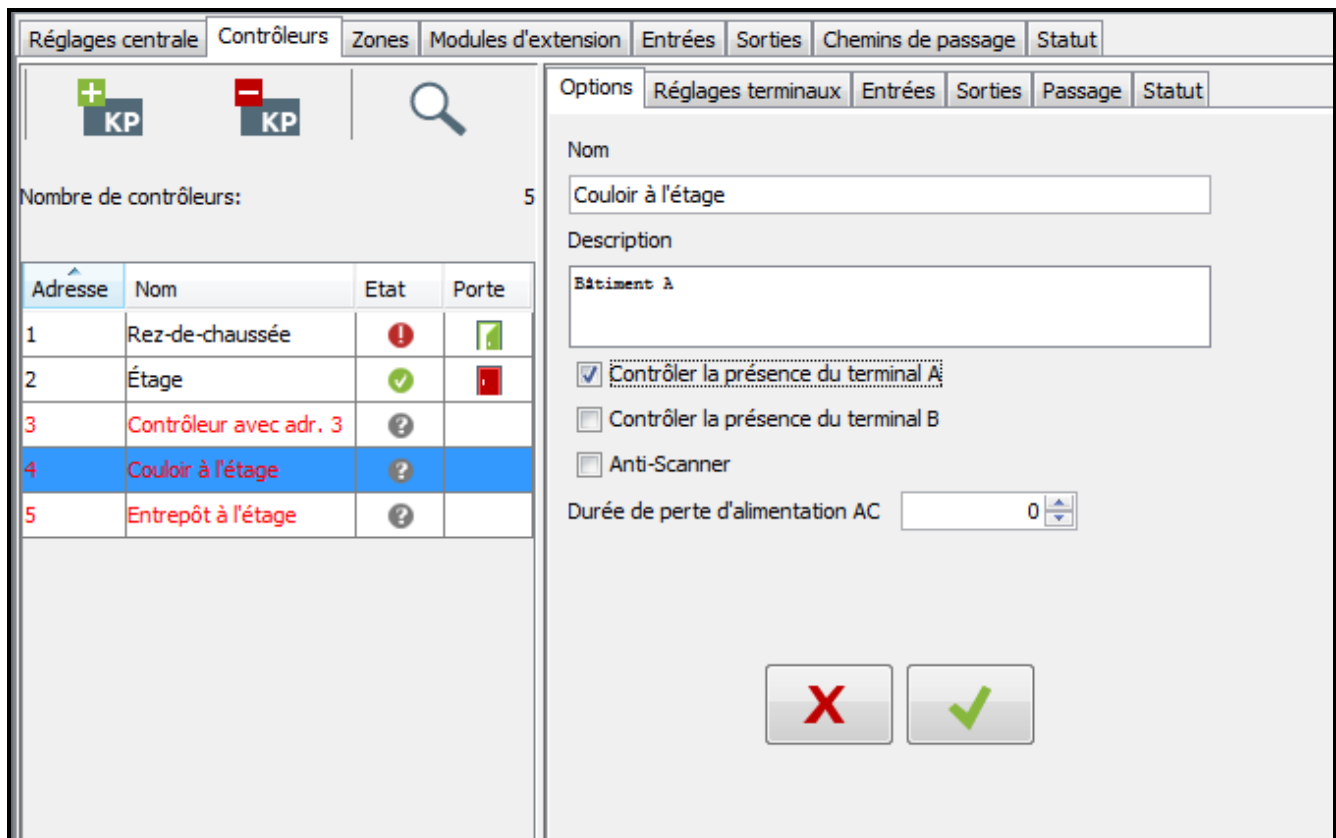 Réglages centrale Contrôleurs Zones Modules d'extension Entrées Sorties Chemins de passage Statut
KP KP
Nombre de contrôleurs: 5
Adresse Nom Etat Porte
1 Rez-de-chaussée
2 Étage
3 Contrôleur avec adr. 3
4 Couloir à l'étage
5 Entrepôt à l'étage
Options Réglages terminaux Entrées Sorties Passage Statut
Nom
Couloir à l'étage
Description
Bâtiment A
Contrôler la présence du terminal A
Contrôler la présence du terminal B
Anti-Scanner
Durée de perte d'alimentation AC 0